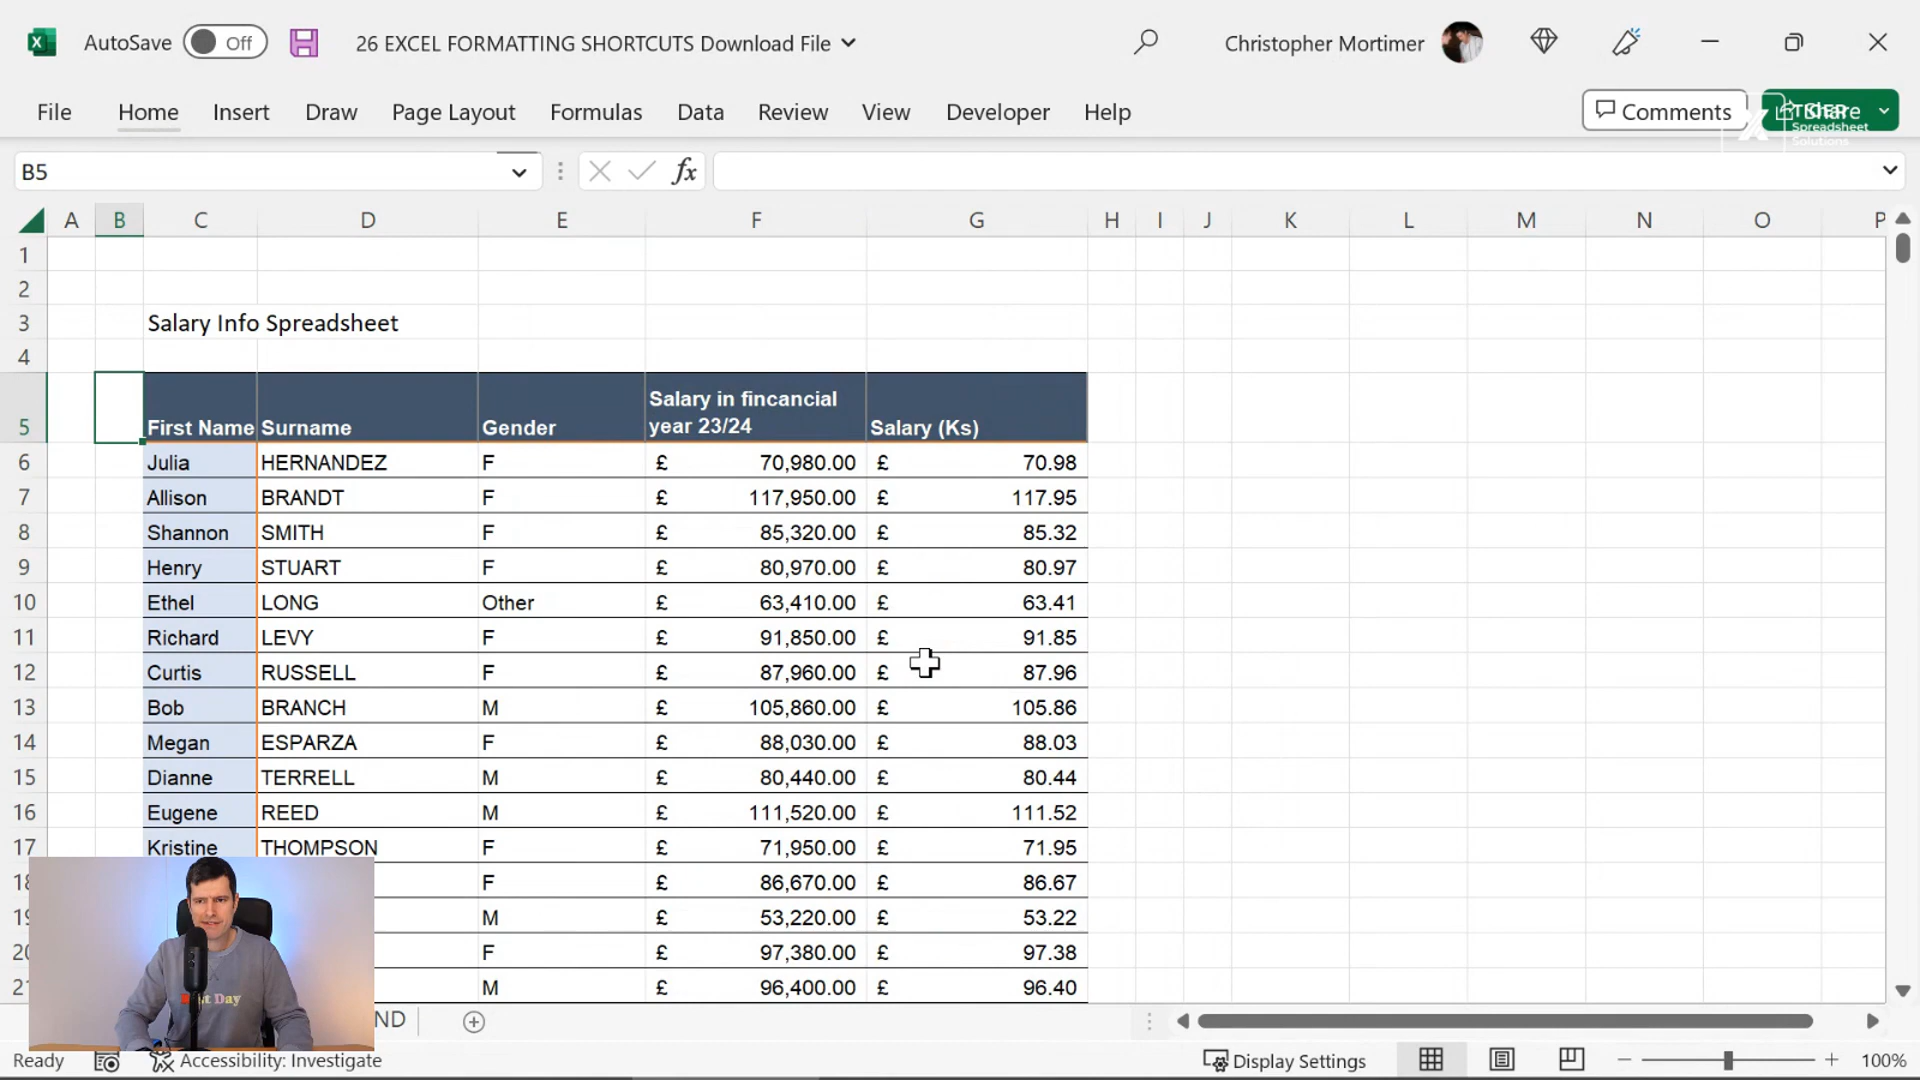 AutoSave Off 26 EXCEL FORMATTING SHORTCUTS Download File Christopher Mortimer
File Home Insert Draw Page Layout Formulas Data Review View Developer Help Comments Share
TIGER
Spreadsheet
Solutions
B5 fx
A B C D E F G H I J K L M N O P
1
2
3 Salary Info Spreadsheet
4
5 First Name Surname Gender Salary in fincancial year 23/24 Salary (Ks)
6 Julia HERNANDEZ F £ 70,980.00 £ 70.98
7 Allison BRANDT F £ 117,950.00 £ 117.95
8 Shannon SMITH F £ 85,320.00 £ 85.32
9 Henry STUART F £ 80,970.00 £ 80.97
10 Ethel LONG Other £ 63,410.00 £ 63.41
11 Richard LEVY F £ 91,850.00 £ 91.85
12 Curtis RUSSELL F £ 87,960.00 £ 87.96
13 Bob BRANCH M £ 105,860.00 £ 105.86
14 Megan ESPARZA F £ 88,030.00 £ 88.03
15 Dianne TERRELL M £ 80,440.00 £ 80.44
16 Eugene REED M £ 111,520.00 £ 111.52
17 Kristine THOMPSON F £ 71,950.00 £ 71.95
18 F £ 86,670.00 £ 86.67
19 M £ 53,220.00 £ 53.22
20 F £ 97,380.00 £ 97.38
21 M £ 96,400.00 £ 96.40
Day
ND
Ready Accessibility: Investigate Display Settings 100%